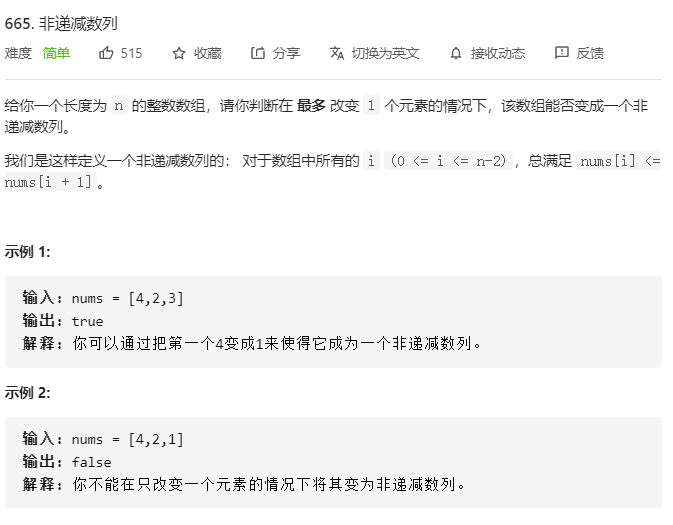 665. 非递减数列
难度 简单 515 收藏 分享 切换为英文 接收动态 反馈
给你一个长度为 n 的整数数组，请你判断在 最多 改变 1 个元素的情况下，该数组能否变成一个非
递减数列。
我们是这样定义一个非递减数列的： 对于数组中所有的 i (0 <= i <= n-2)，总满足 nums[i] <=
nums[i + 1]。
示例 1:
输入: nums = [4,2,3]
输出: true
解释: 你可以通过把第一个4变成1来使得它成为一个非递减数列。
示例 2:
输入: nums = [4,2,1]
输出: false
解释: 你不能在只改变一个元素的情况下将其变为非递减数列。